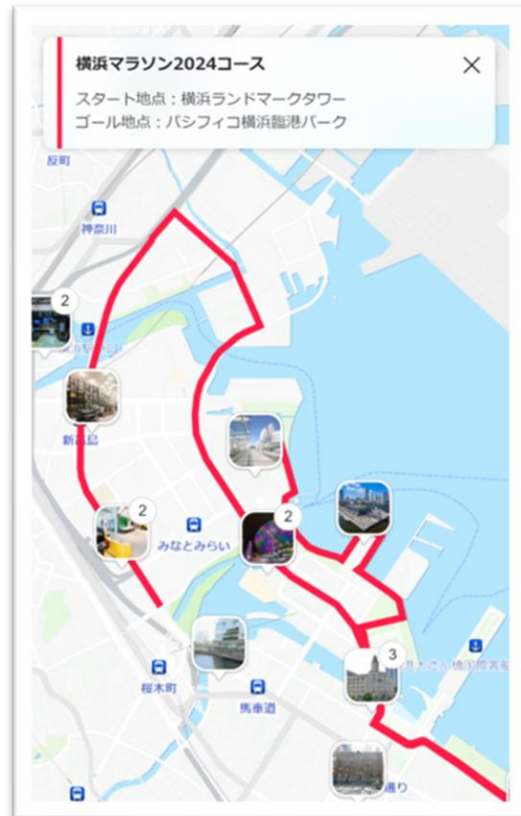 横浜マラソン2024コース
スタート地点：横浜ランドマークタワー
ゴール地点：パシフィコ横浜臨港パーク
反町
神奈川
2
新高島
2
みなとみらい
2
3
桜木町
馬車道
通り